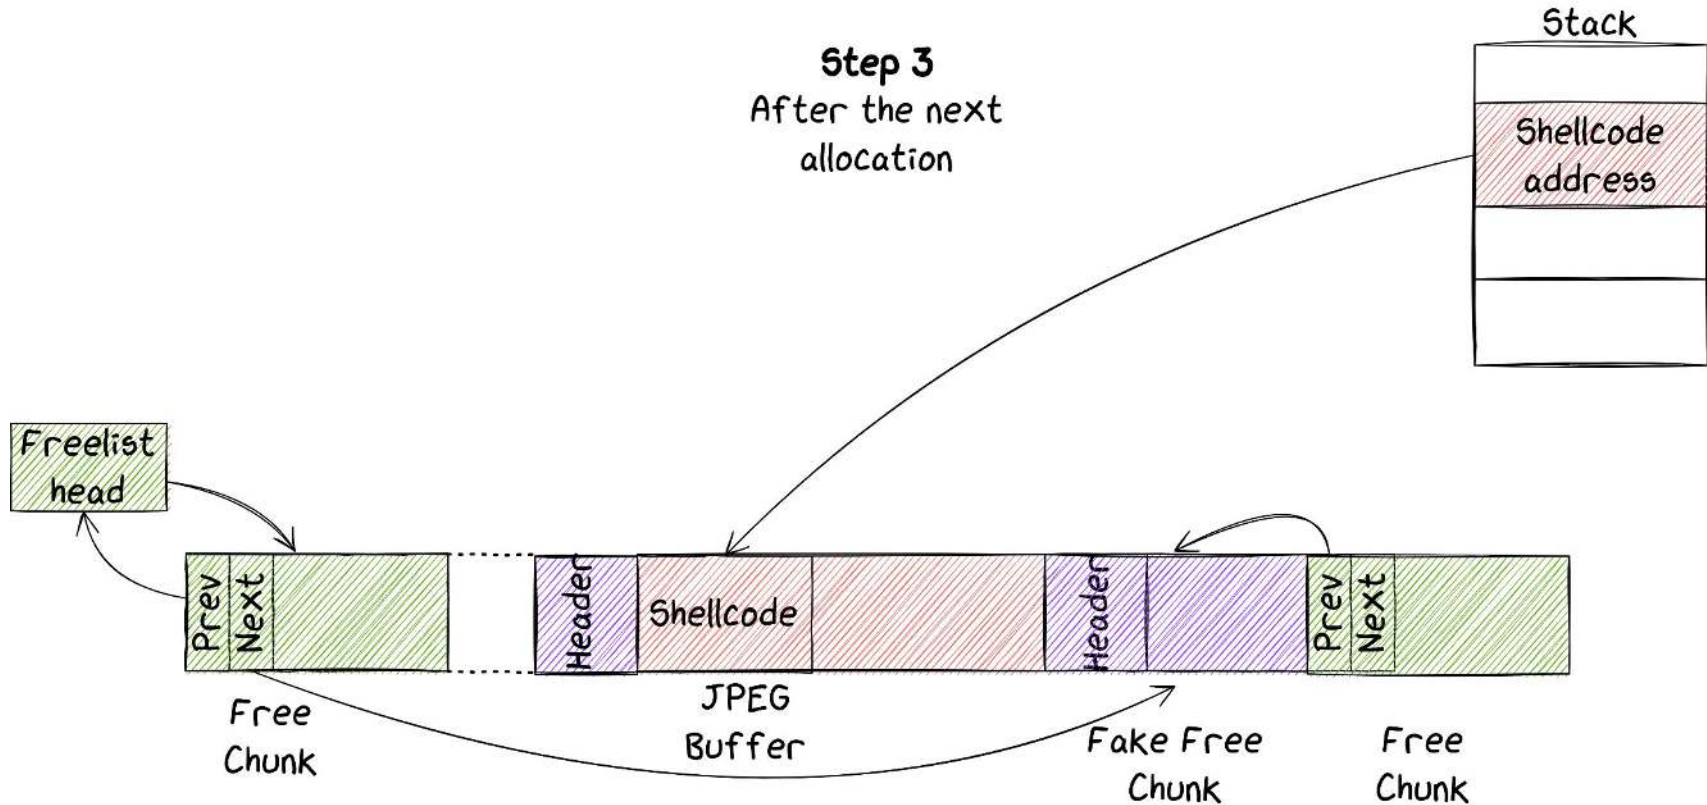 Stack
Step 3
After the next
allocation
Shellcode
address
Freelist
head
Prev
Next
Header
Shellcode
Header
Prev
Next
JPEG
Buffer
Free
Chunk
Fake Free
Chunk
Free
Chunk